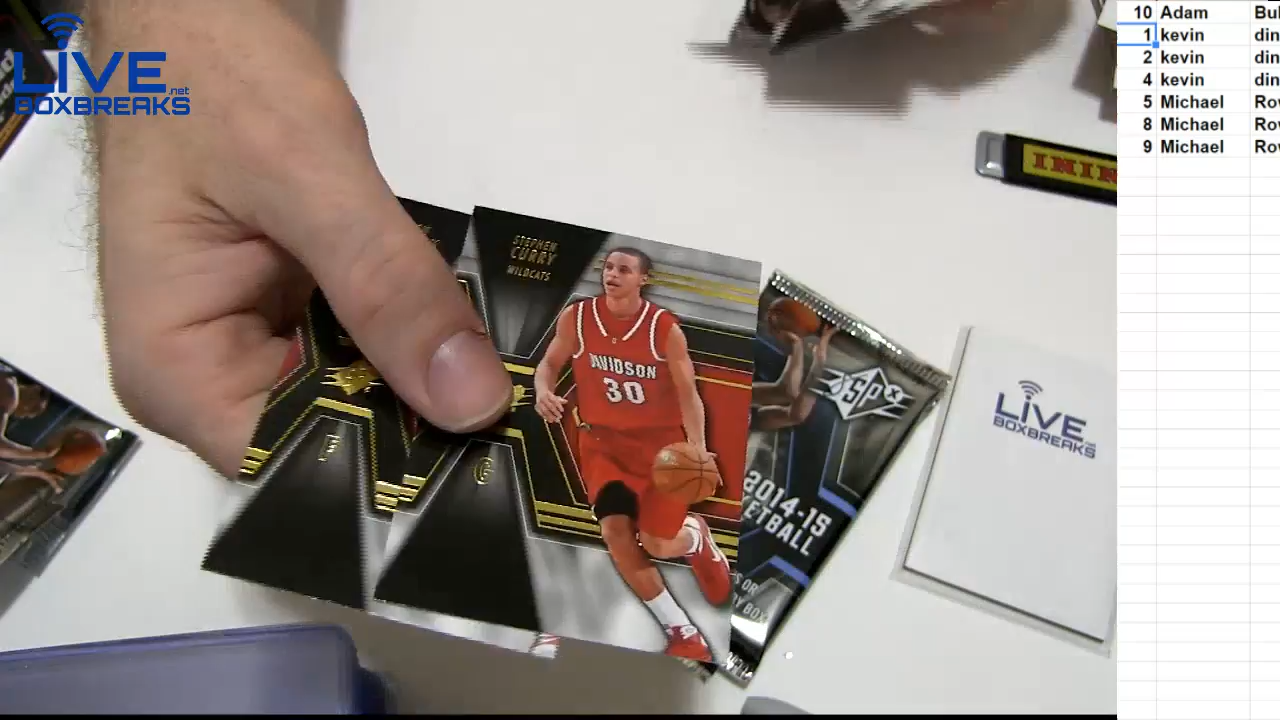 LIVE
.net
BOXBREAKS
10 Adam
1 kevin
2 kevin
4 kevin
5 Michael
8 Michael
9 Michael
STEPHEN
CURRY
WILDCATS
DAVIDSON
30
G
SPx
2014-15
LIVE
BOXBREAKS